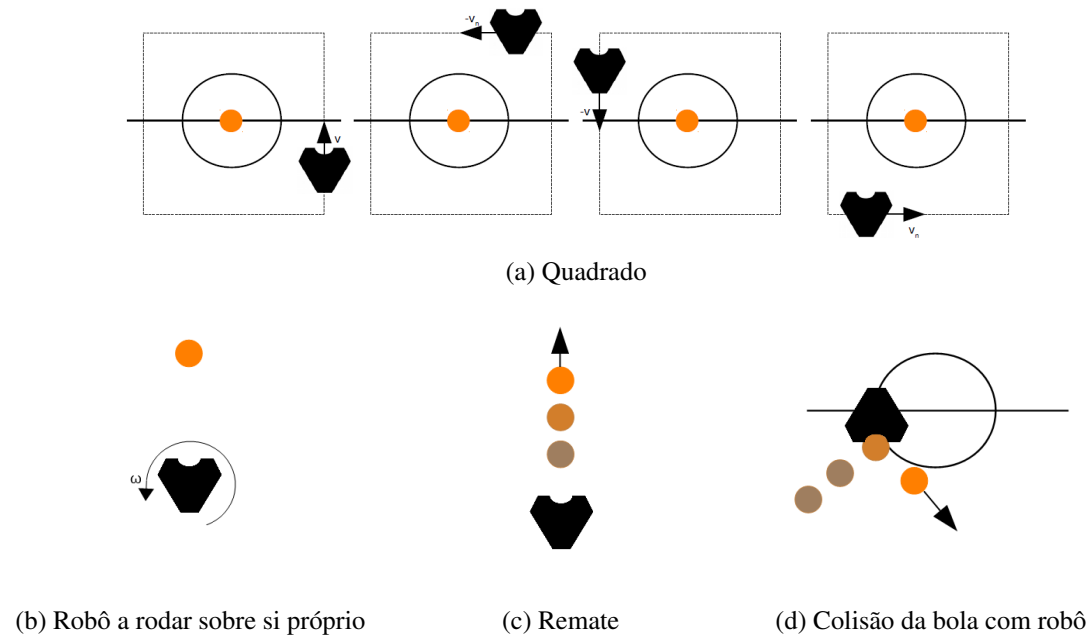 -vₙ
v
-v
vₙ
(a) Quadrado
ω
(b) Robô a rodar sobre si próprio
(c) Remate
(d) Colisão da bola com robô